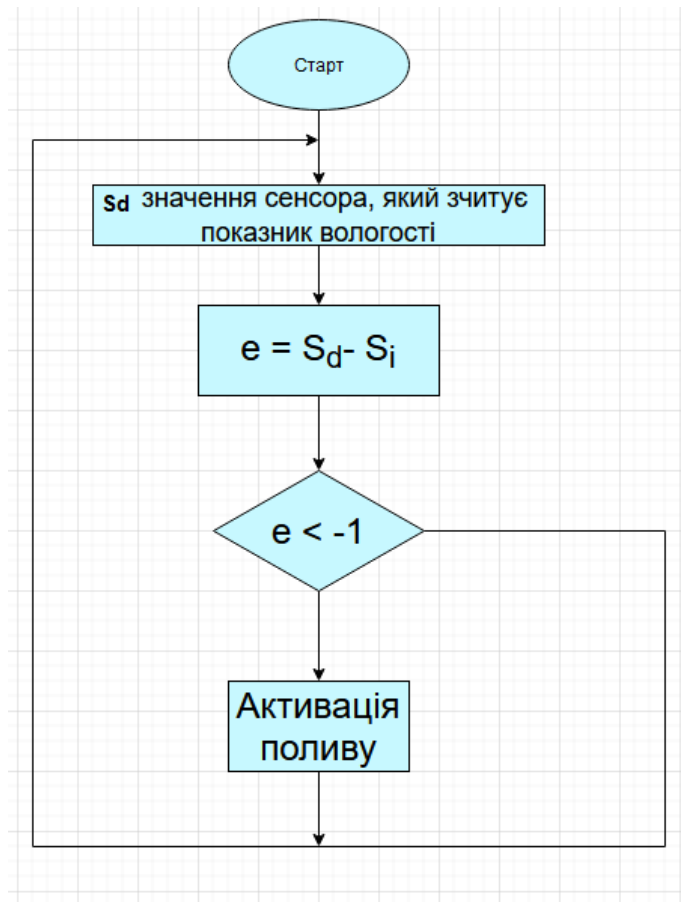 Старт
Sd значення сенсора, який зчитує
показник вологості
e = Sd- Si
e < -1
Активація
поливу